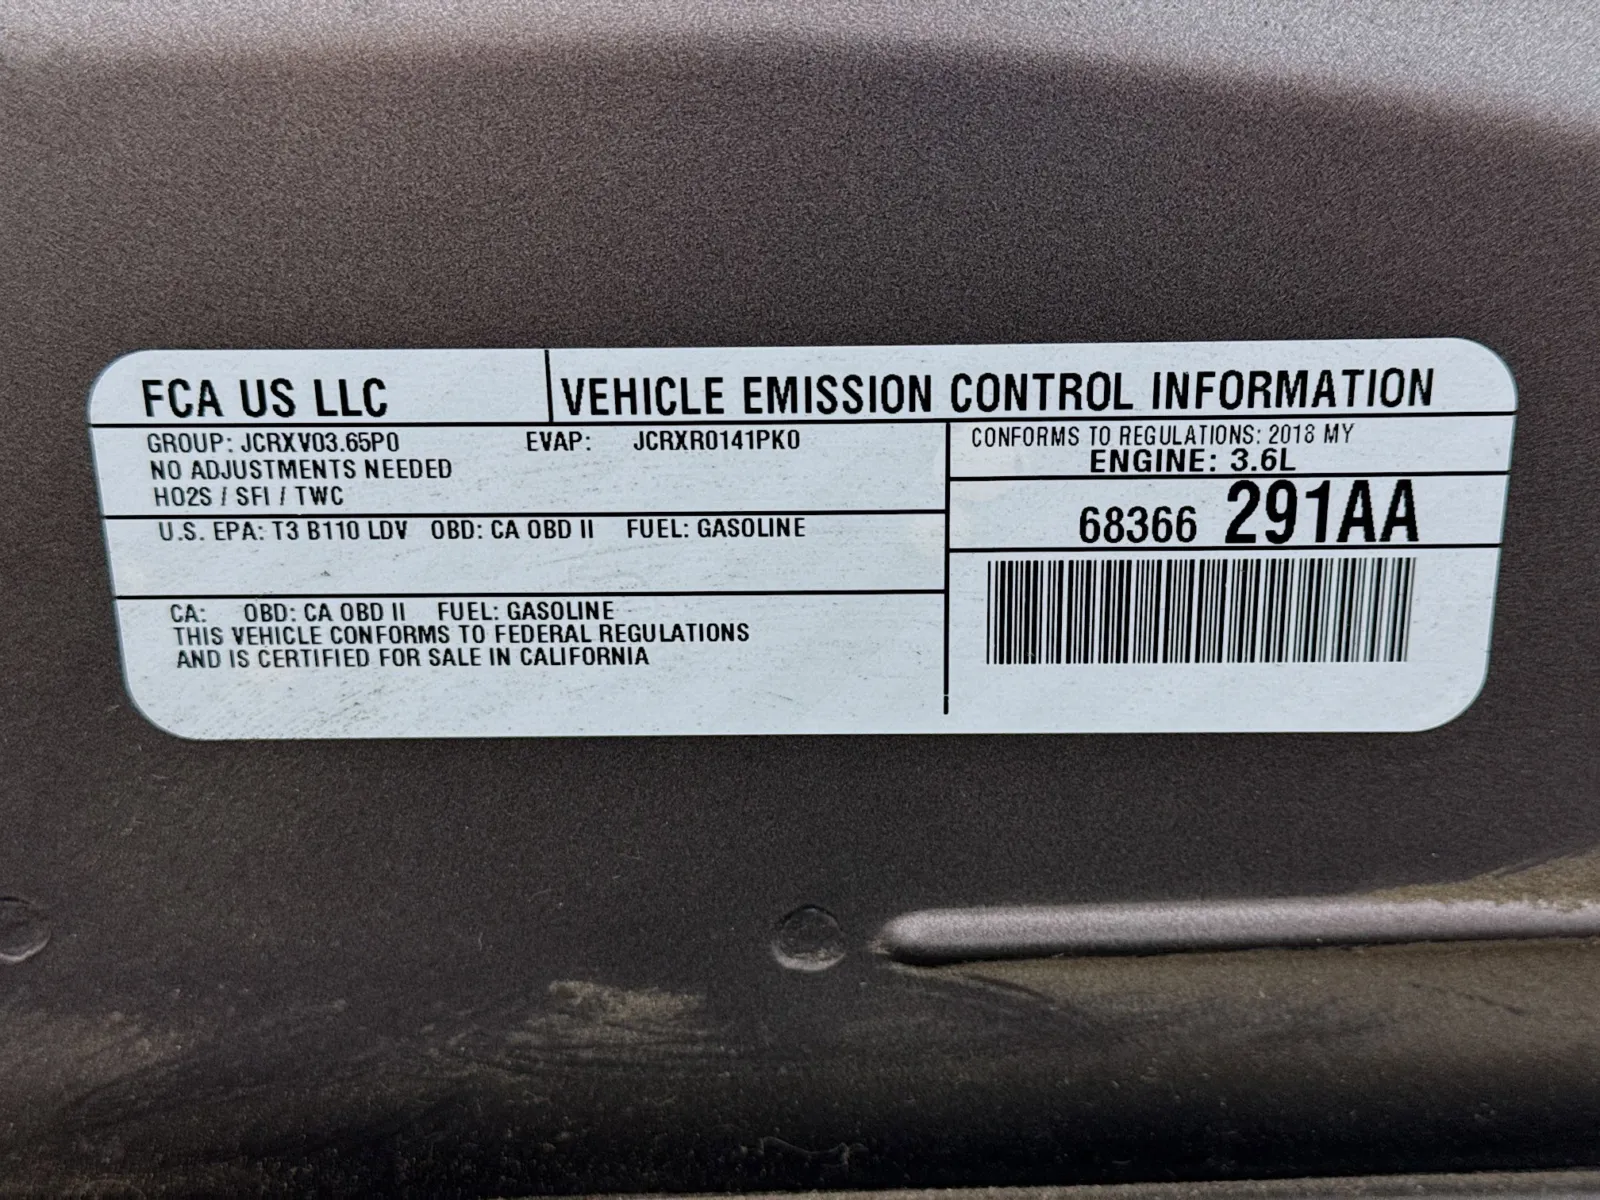 FCA US LLC
VEHICLE EMISSION CONTROL INFORMATION
GROUP: JCRXV03.65P0 EVAP: JCRXR0141PK0
NO ADJUSTMENTS NEEDED
HO2S / SFI / TWC
CONFORMS TO REGULATIONS: 2018 MY
ENGINE: 3.6L
68366 291AA
U.S. EPA: T3 B110 LDV OBD: CA OBD II FUEL: GASOLINE
CA: OBD: CA OBD II FUEL: GASOLINE
THIS VEHICLE CONFORMS TO FEDERAL REGULATIONS
AND IS CERTIFIED FOR SALE IN CALIFORNIA